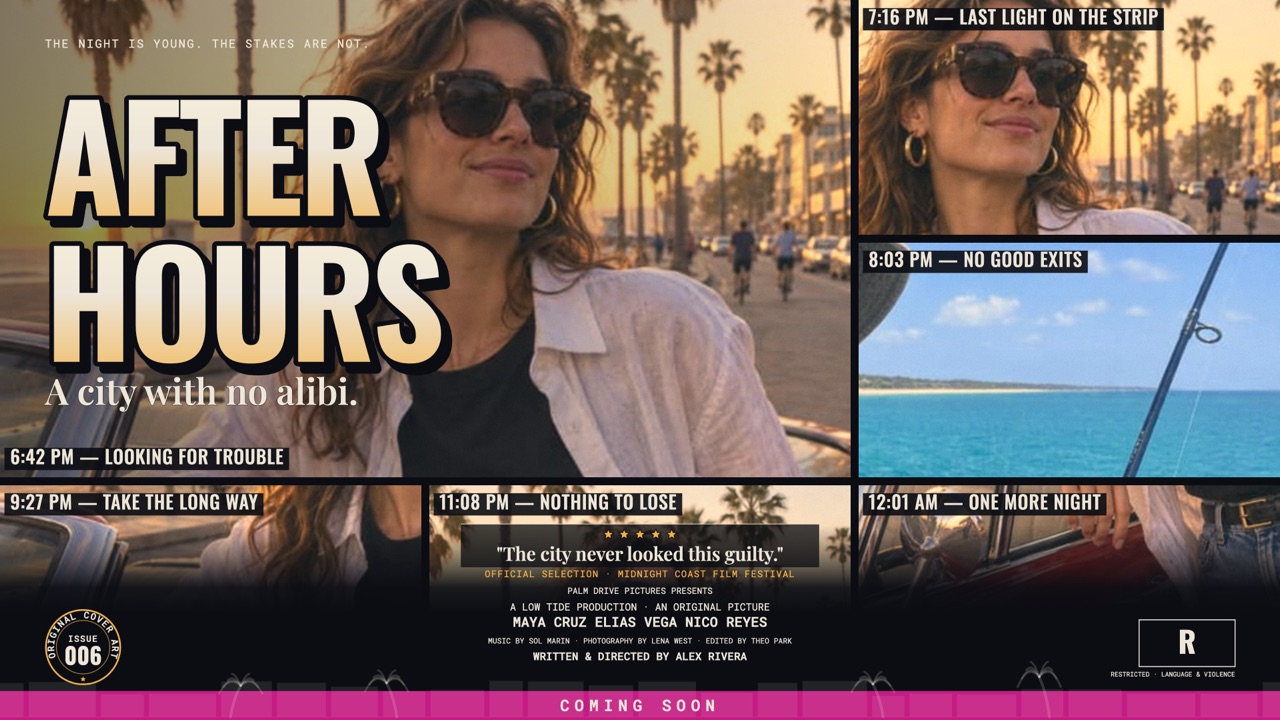 THE NIGHT IS YOUNG. THE STAKES ARE NOT.
AFTER
HOURS
A city with no alibi.
6:42 PM — LOOKING FOR TROUBLE
7:16 PM — LAST LIGHT ON THE STRIP
8:03 PM — NO GOOD EXITS
9:27 PM — TAKE THE LONG WAY
11:08 PM — NOTHING TO LOSE
12:01 AM — ONE MORE NIGHT
★ ★ ★ ★ ★
"The city never looked this guilty."
OFFICIAL SELECTION · MIDNIGHT COAST FILM FESTIVAL
PALM DRIVE PICTURES PRESENTS
A LOW TIDE PRODUCTION · AN ORIGINAL PICTURE
MAYA CRUZ ELIAS VEGA NICO REYES
MUSIC BY SOL MARIN · PHOTOGRAPHY BY LENA WEST · EDITED BY THEO PARK
WRITTEN & DIRECTED BY ALEX RIVERA
ORIGINAL COVER ART
ISSUE
006
R
RESTRICTED · LANGUAGE & VIOLENCE
COMING SOON